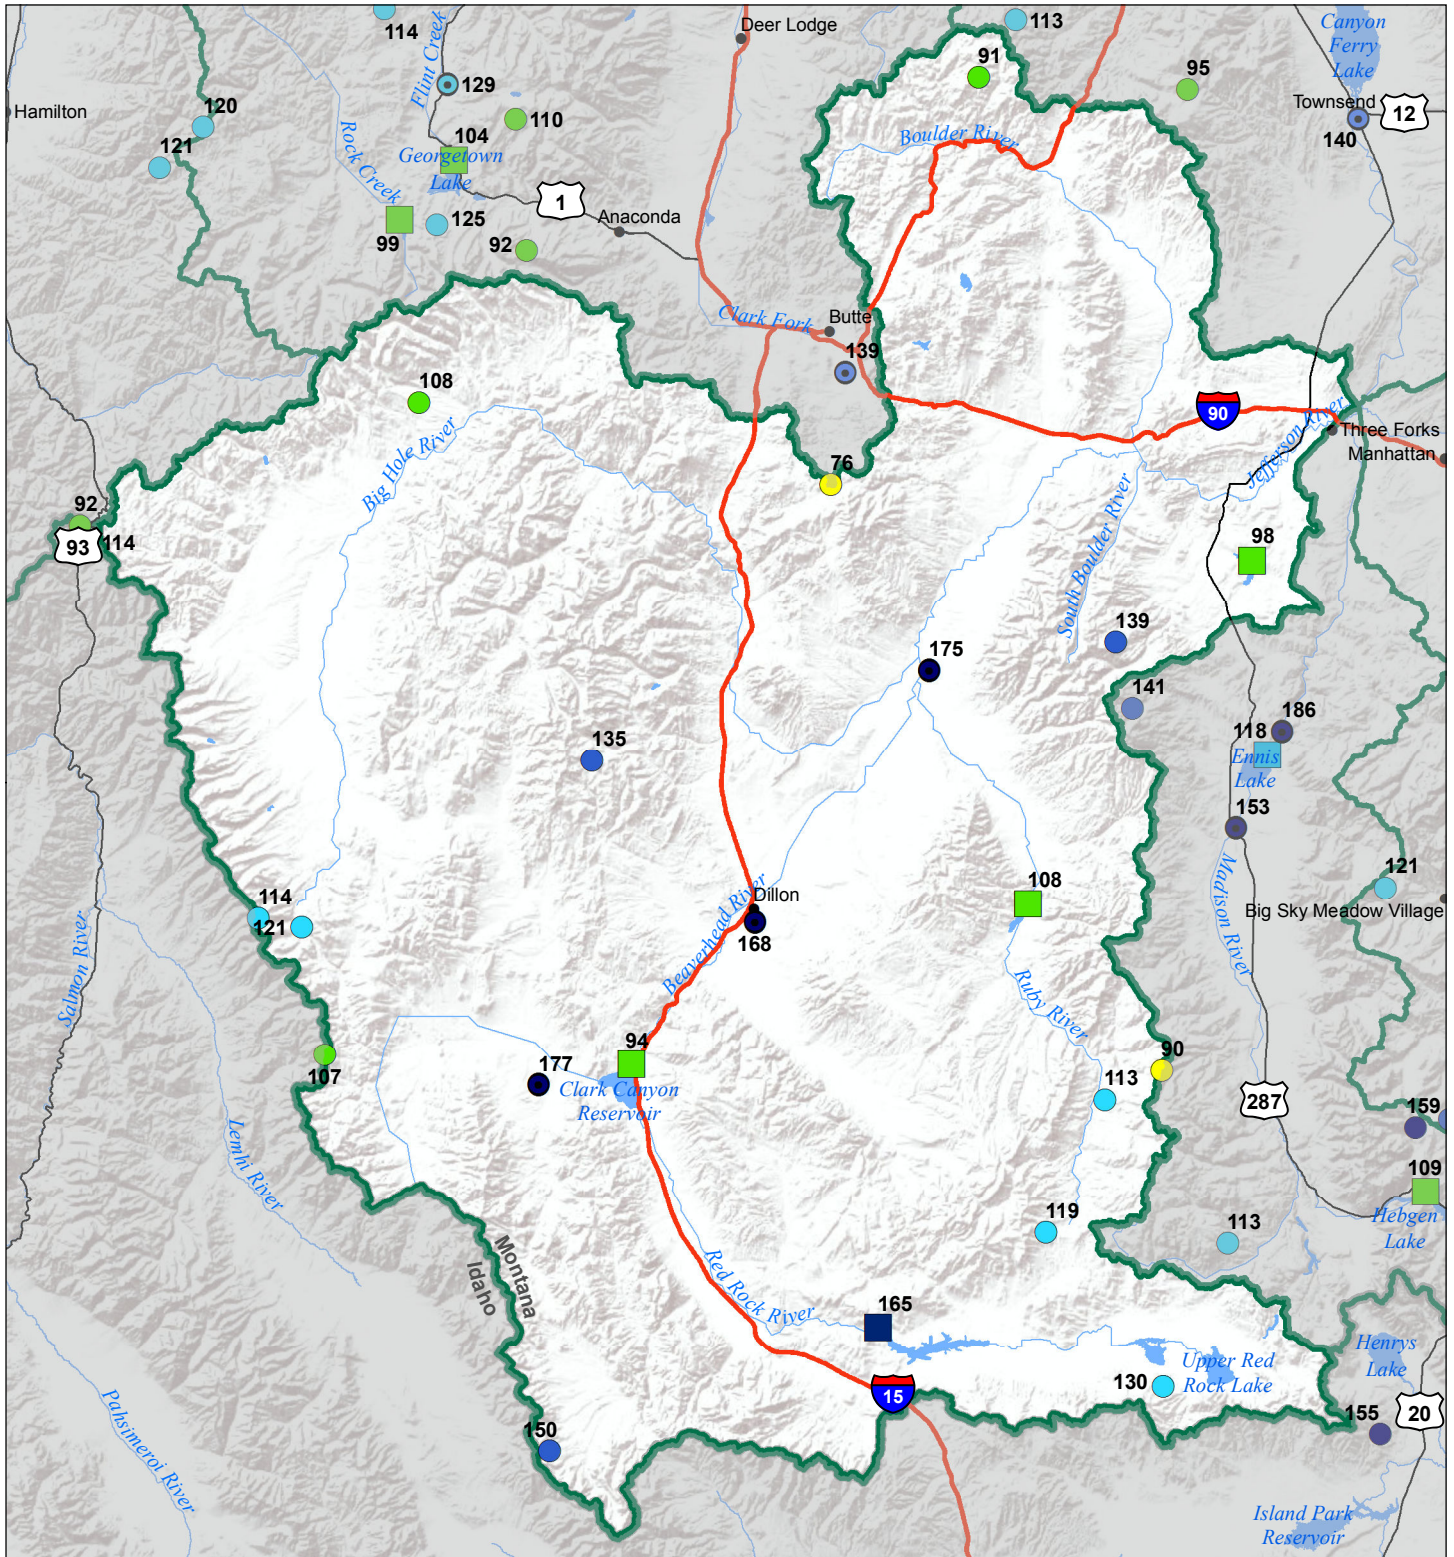 114
Flint Creek
Deer Lodge
113
Canyon
Ferry
Lake
91
95
129
Hamilton
120
110
Townsend
12
121
104
140
Rock Creek
Georgetown
Lake
Boulder River
1
99
125
92
Anaconda
Clark Fork
Butte
139
108
90
Jefferson River
Three Forks
Manhattan
Big Hole River
76
92
93
114
South Boulder River
98
139
175
141
186
118
Ennis
Lake
135
153
121
Madison River
Big Sky Meadow Village
108
Beaverhead River
Dillon
168
114
121
Salmon River
Ruby River
94
177
Clark Canyon
Reservoir
107
90
113
287
159
109
Hebgen
Lake
Lemhi River
119
113
Montana
Idaho
Red Rock River
165
Henrys
Lake
Upper Red
Rock Lake
130
15
155
20
150
Pahsimeroi River
Island Park
Reservoir